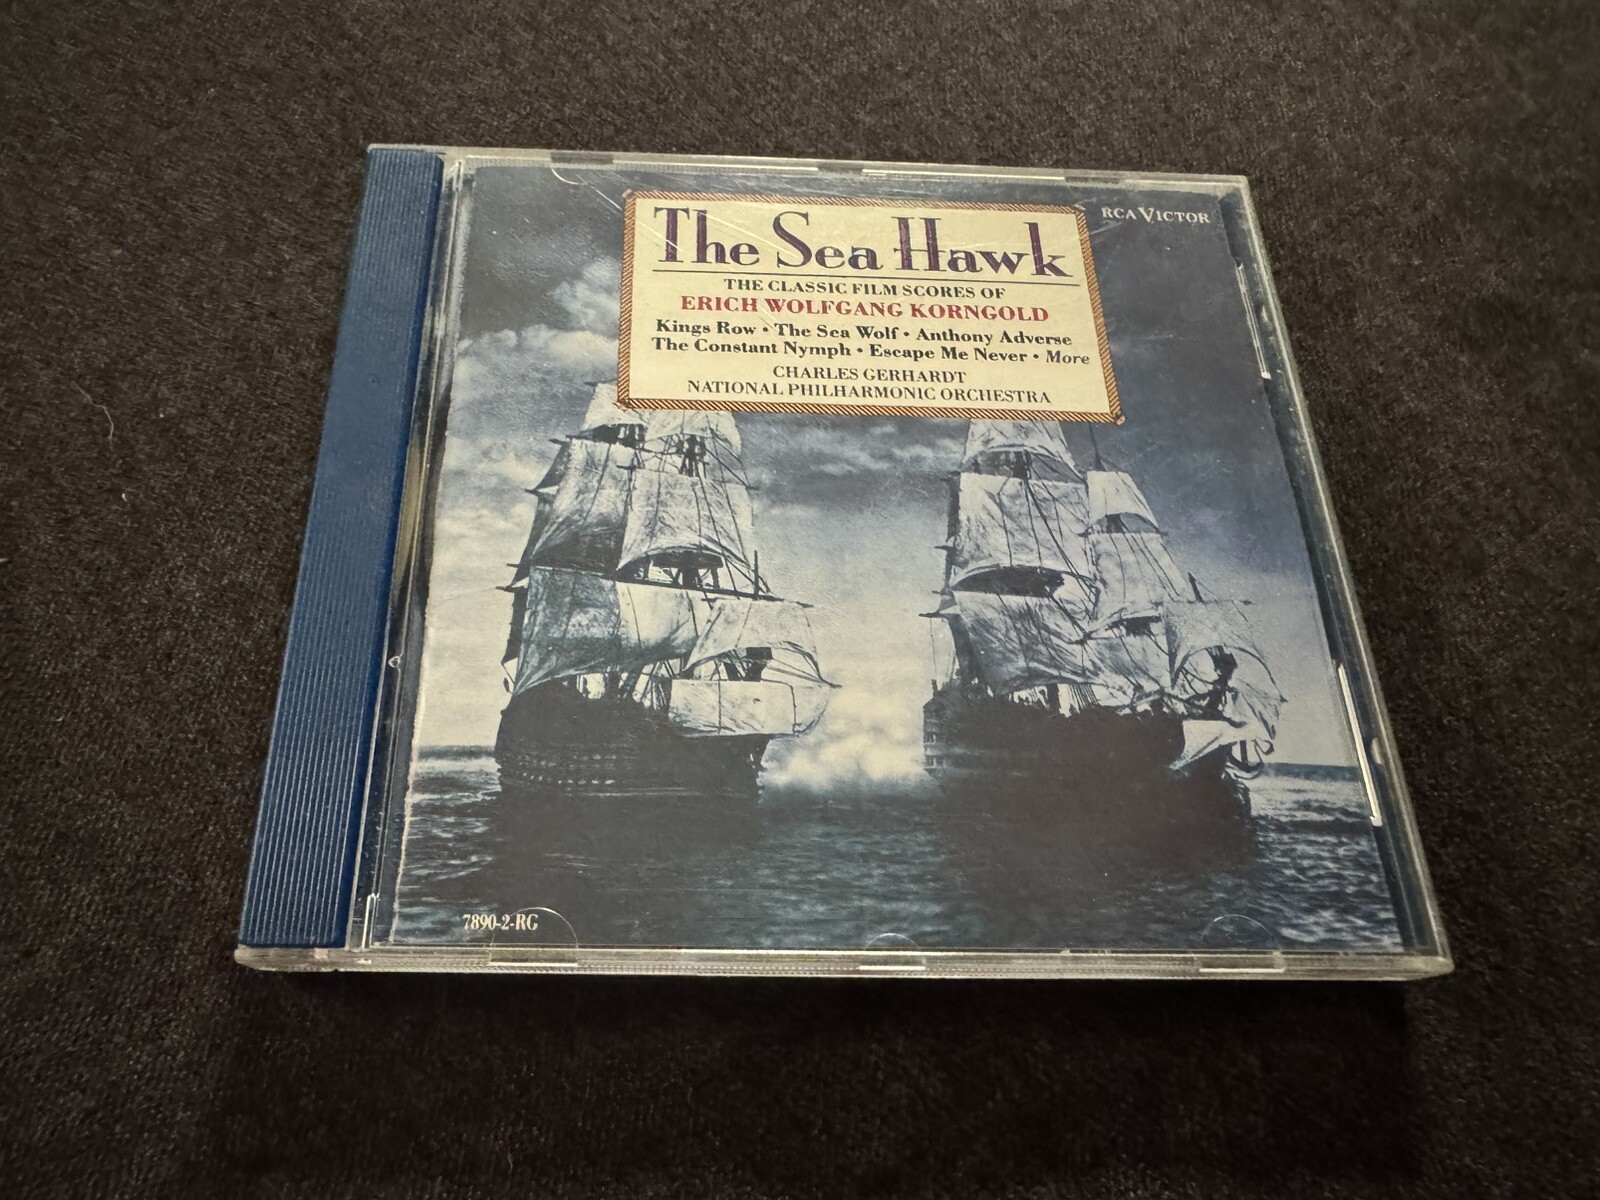 The Sea Hawk
RCA VICTOR
THE CLASSIC FILM SCORES OF
ERICH WOLFGANG KORNGOLD
Kings Row • The Sea Wolf • Anthony Adverse
The Constant Nymph • Escape Me Never • More
CHARLES GERHARDT
NATIONAL PHILHARMONIC ORCHESTRA
7890-2-RG